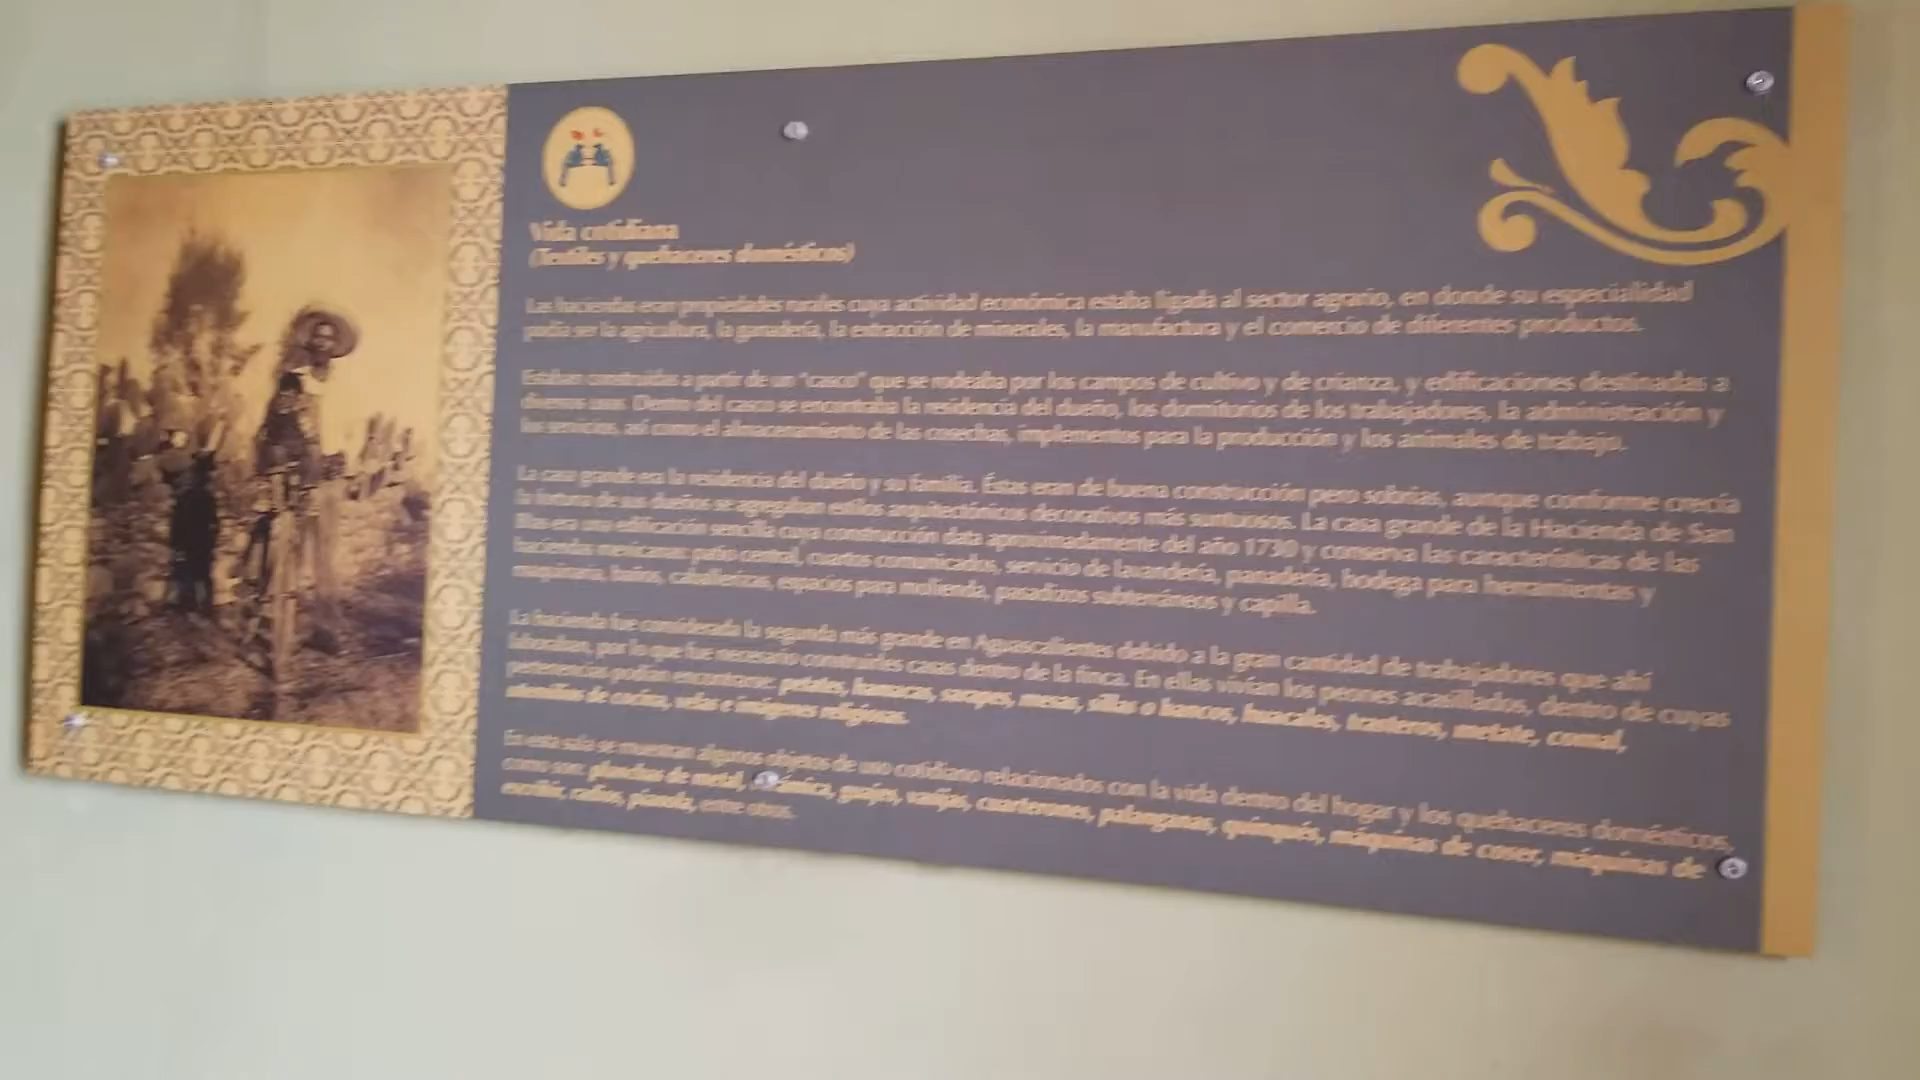 Vida cotidiana
(Textiles y quehaceres domésticos)
Las haciendas eran propiedades rurales cuya actividad económica estaba ligada al sector agrario, en donde su especialidad
podía ser la agricultura, la ganadería, la extracción de minerales, la manufactura y el comercio de diferentes productos.
Estaban constituidas a partir de un "casco" que se rodeaba por los campos de cultivo y de crianza, y edificaciones destinadas a
diversos usos. Dentro del casco se encontraba la residencia del dueño, los dormitorios de los trabajadores, la administración y
los servicios, así como el almacenamiento de las cosechas, implementos para la producción y los animales de trabajo.
La casa grande era la residencia del dueño y su familia. Éstas eran de buena construcción pero sobrias, aunque conforme crecía
la fortuna de sus dueños se agregaban estilos arquitectónicos decorativos más suntuosos. La casa grande de la Hacienda de San
Blas era una edificación sencilla cuya construcción data aproximadamente del año 1730 y conserva las características de las
haciendas mexicanas: patio central, cuartos comunicados, servicio de lavandería, panadería, bodega para herramientas y
maquinaria, baños, caballerizas, espacios para molienda, pasadizos subterráneos y capilla.
La hacienda fue considerada la segunda más grande en Aguascalientes debido a la gran cantidad de trabajadores que ahí
laboraban, por lo que fue necesario construirles casas dentro de la finca. En ellas vivían los peones acasillados, dentro de cuyas
pertenencias podían encontrarse: petates, hamacas, sarapes, mesas, sillas o bancos, huacales, trasteros, metate, comal,
utensilios de cocina, velas e imágenes religiosas.
En esta sala se muestran algunos objetos de uso cotidiano relacionados con la vida dentro del hogar y los quehaceres domésticos,
como son: planchas de metal, guajes, vasijas, cuarterones, palanganas, quinqués, máquinas de coser, máquinas de
escribir, radios, pianola, entre otros.